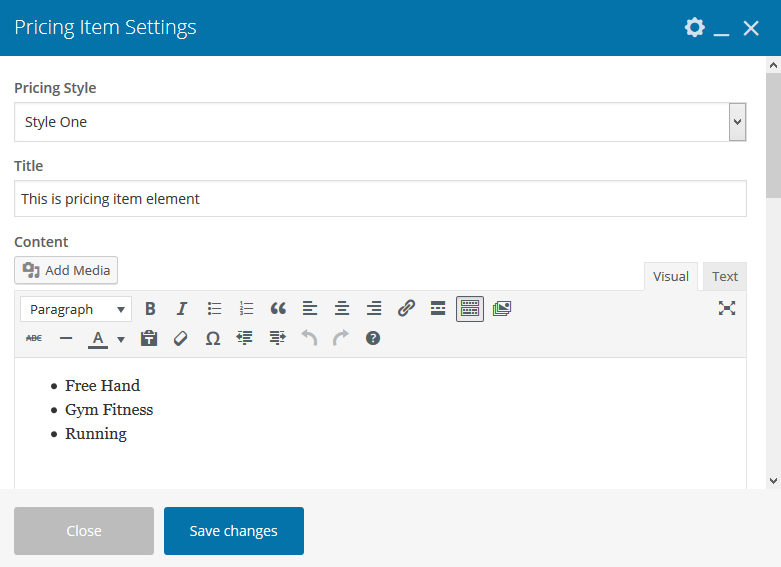 Pricing Item Settings
Pricing Style
Style One
Title
This is pricing item element
Content
Add Media
Visual Text
Paragraph B I
ABC A T Ω ?
Free Hand
Gym Fitness
Running
Close Save changes